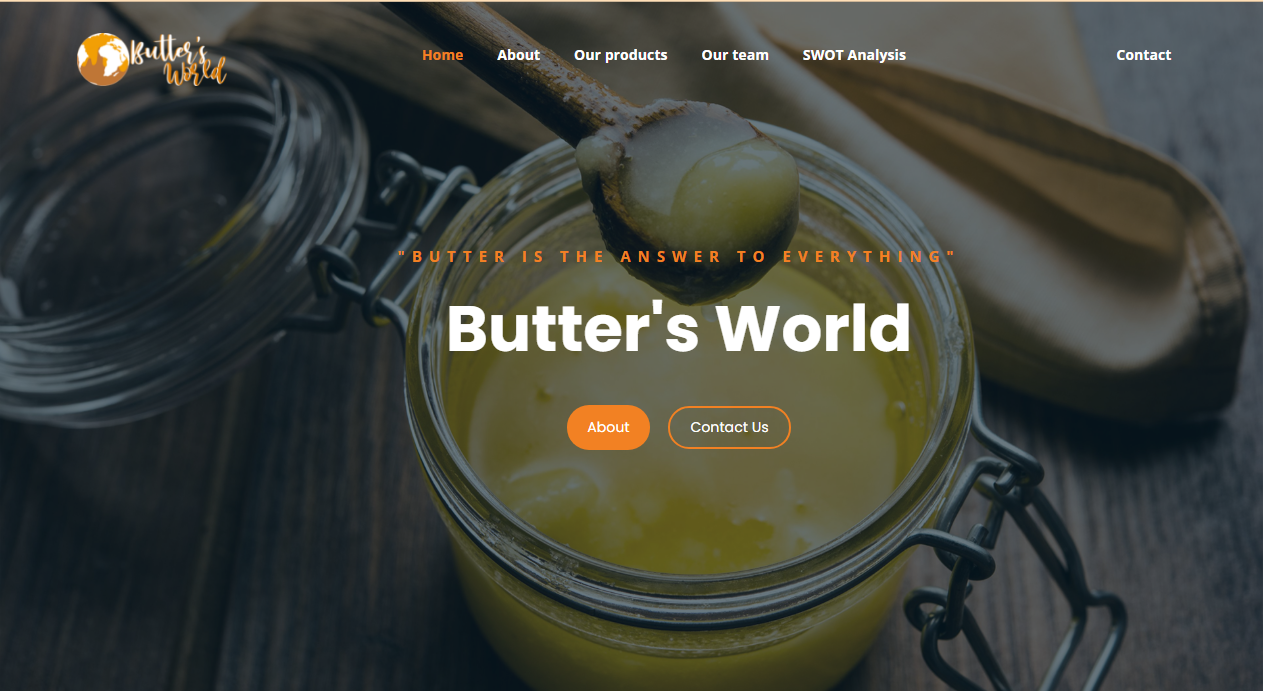 Butter's
World
Home About Our products Our team SWOT Analysis Contact
"BUTTER IS THE ANSWER TO EVERYTHING"
Butter's World
About Contact Us